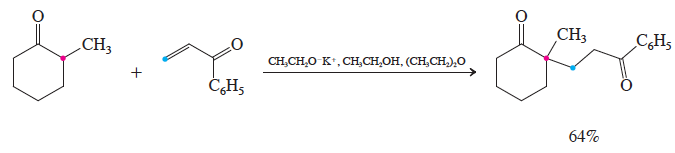 O
CH₃
+
O
C₆H₅
CH₃CH₂O⁻K⁺, CH₃CH₂OH, (CH₃CH₂)₂O
O
CH₃
C₆H₅
O
64%